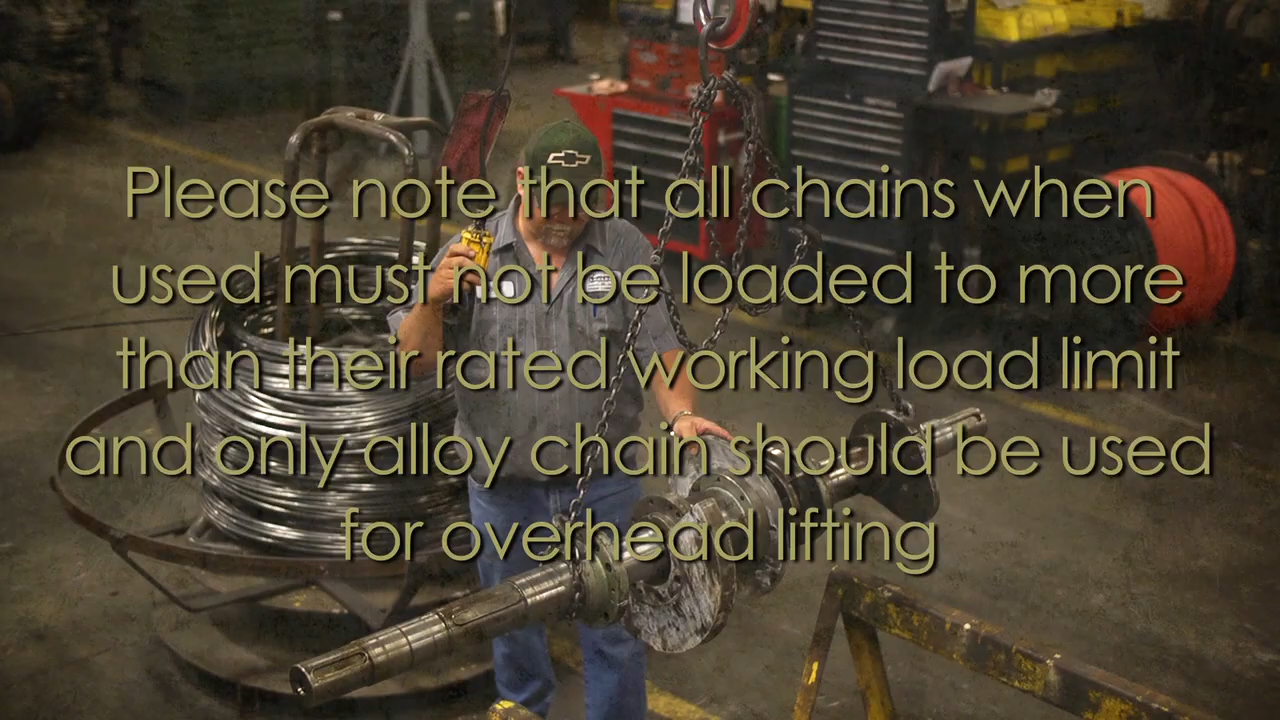 Please note that all chains when
used must not be loaded to more
than their rated working load limit
and only alloy chain should be used
for overhead lifting